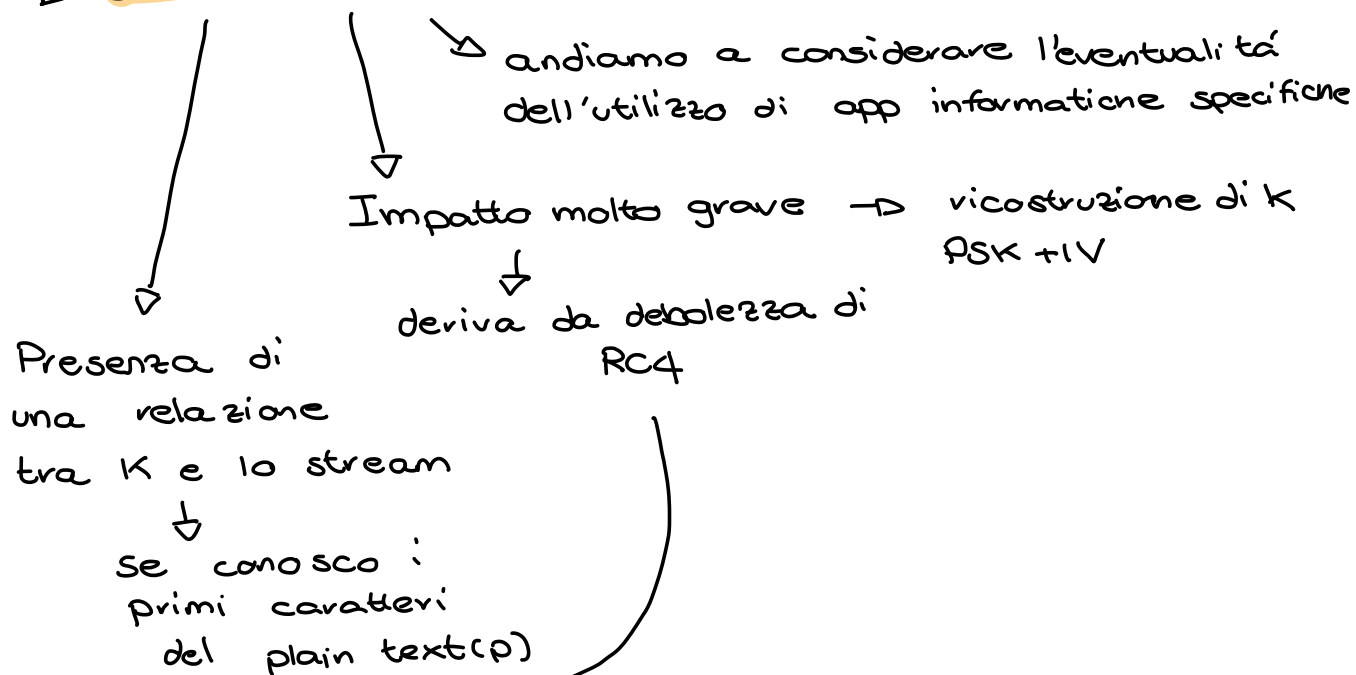 andiamo a considerare l'eventualitá
dell'utilizzo di app informatiche specifiche
Impatto molto grave → ricostruzione di K
PSK + IV
deriva da debolezza di
RC4
Presenza di
una relazione
tra K e lo stream
se conosco i
primi caratteri
del plain text(p)